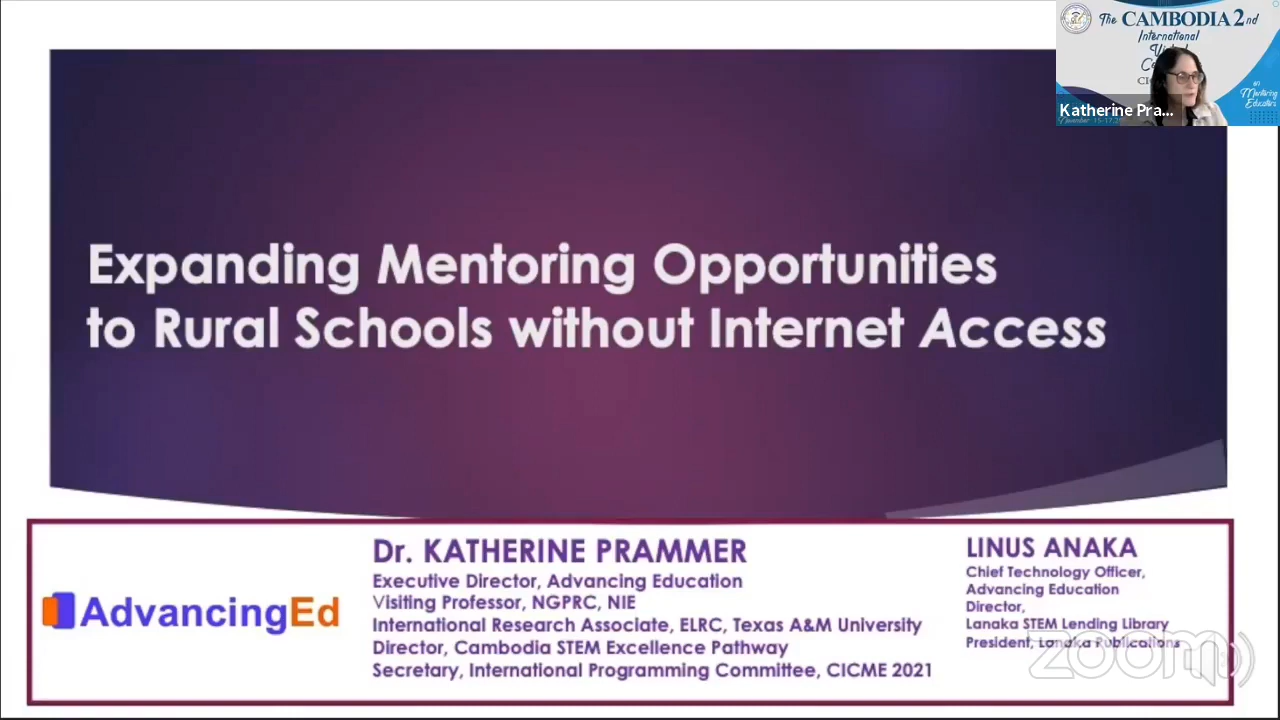 The CAMBODIA 2nd
International
on
Mentoring
Educators
Katherine Pra...
Expanding Mentoring Opportunities
to Rural Schools without Internet Access
AdvancingEd
Dr. KATHERINE PRAMMER
Executive Director, Advancing Education
Visiting Professor, NGPRC, NIE
International Research Associate, ELRC, Texas A&M University
Director, Cambodia STEM Excellence Pathway
Secretary, International Programming Committee, CICME 2021
LINUS ANAKA
Chief Technology Officer,
Advancing Education
Director,
Lanaka STEM Lending Library
President, Lanaka Publications
zoom